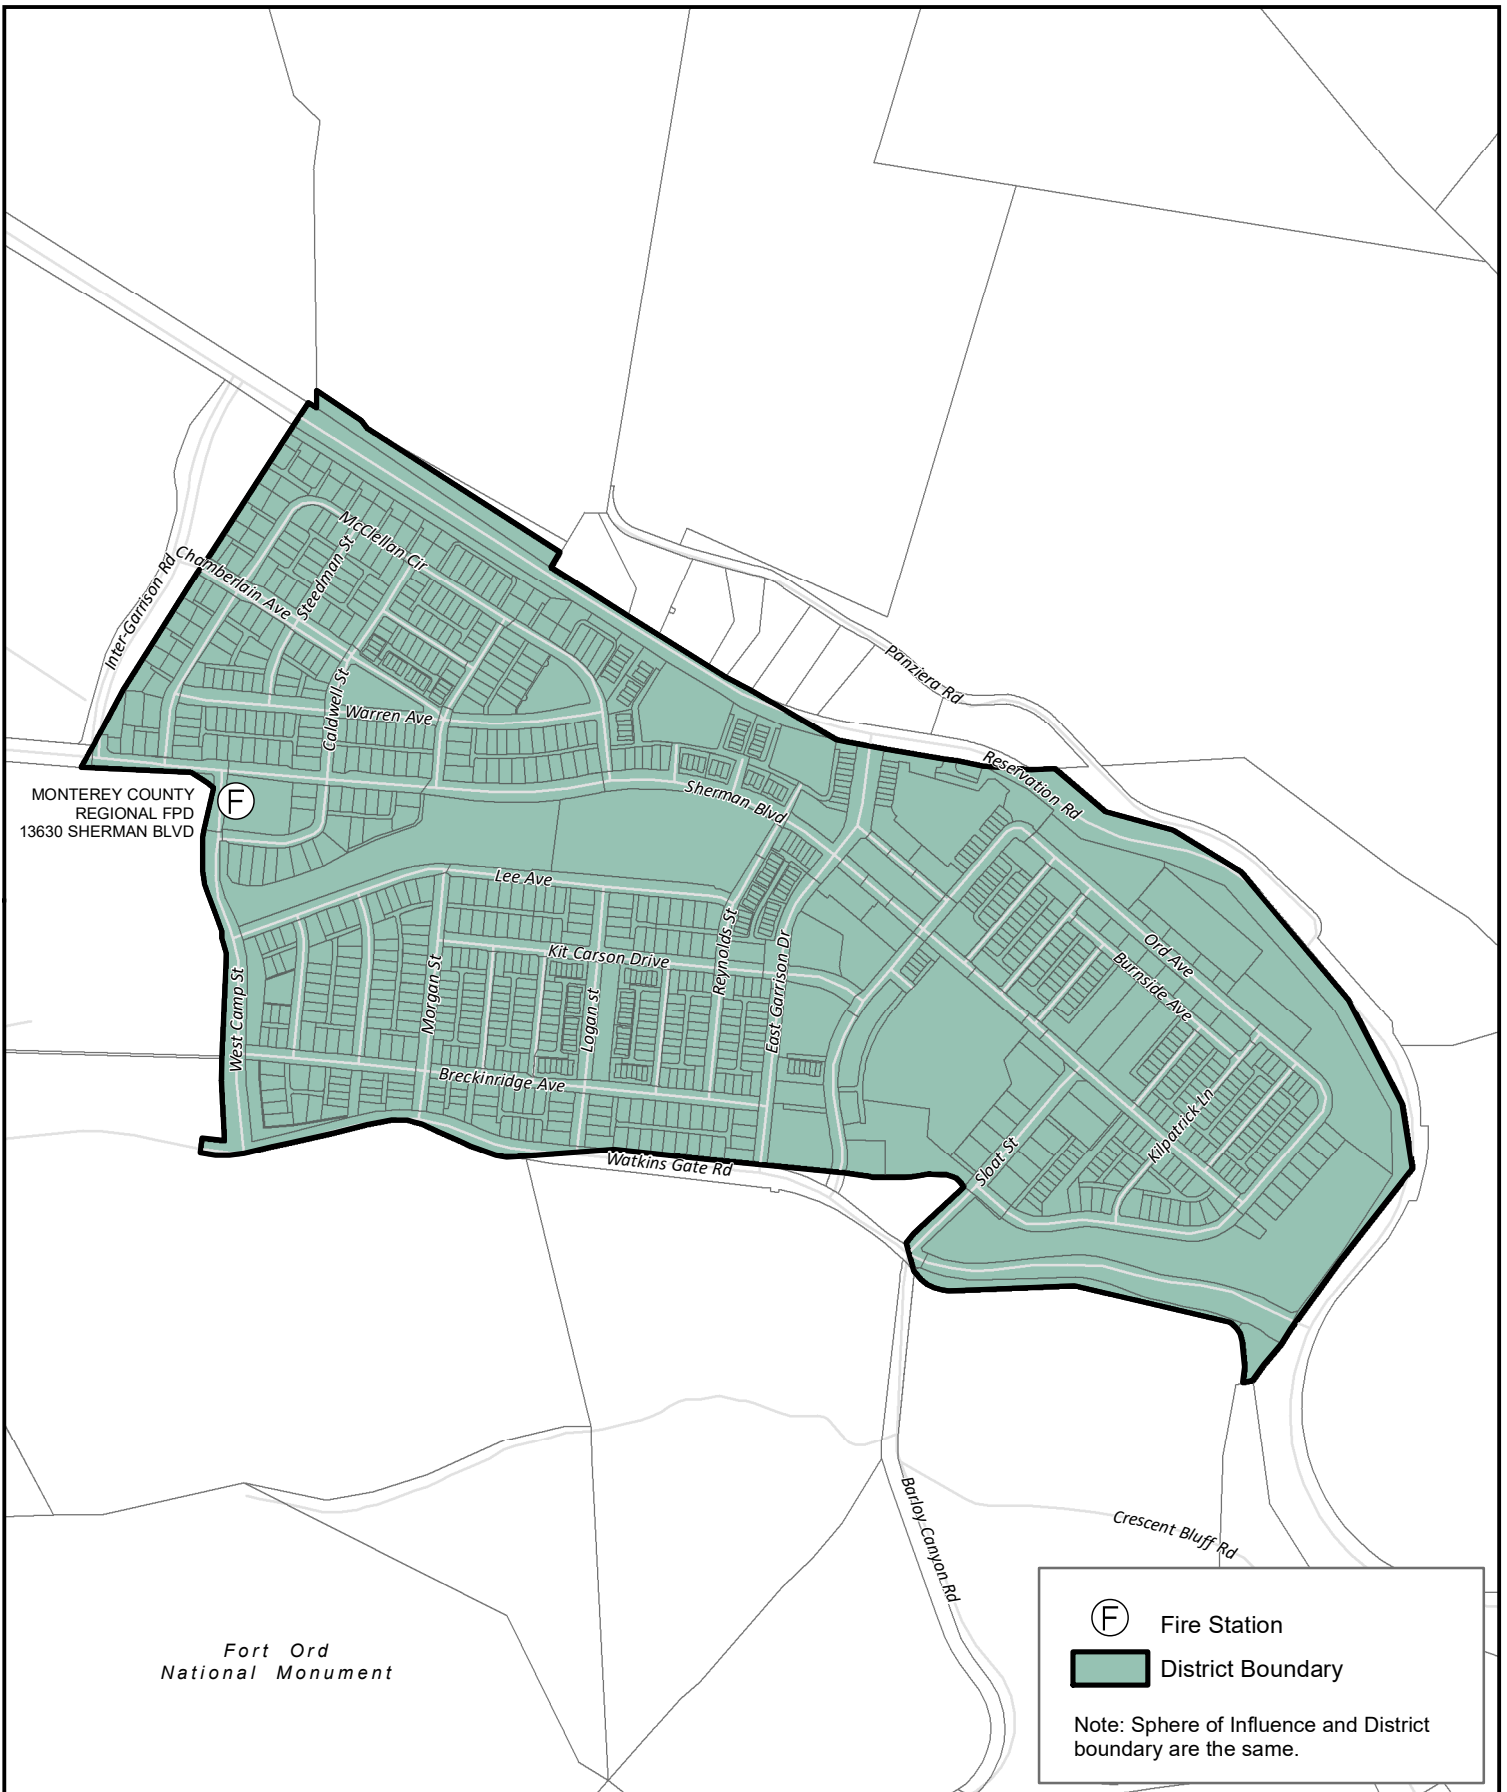 McClellan Cir
Steedman St
Chamberlain Ave
Inter-Garrison Rd
Caldwell St
Warren Ave
Panziera Rd
Reservation Rd
MONTEREY COUNTY
REGIONAL FPD
13630 SHERMAN BLVD
F
Sherman Blvd
Lee Ave
Reynolds St
Kit Carson Drive
East Garrison Dr
Ord Ave
Burnside Ave
West Camp St
Morgan St
Logan st
Breckinridge Ave
Kilpatrick Ln
Sloat St
Watkins Gate Rd
Barloy Canyon Rd
Crescent Bluff Rd
Fort Ord
National Monument
F Fire Station
District Boundary
Note: Sphere of Influence and District
boundary are the same.